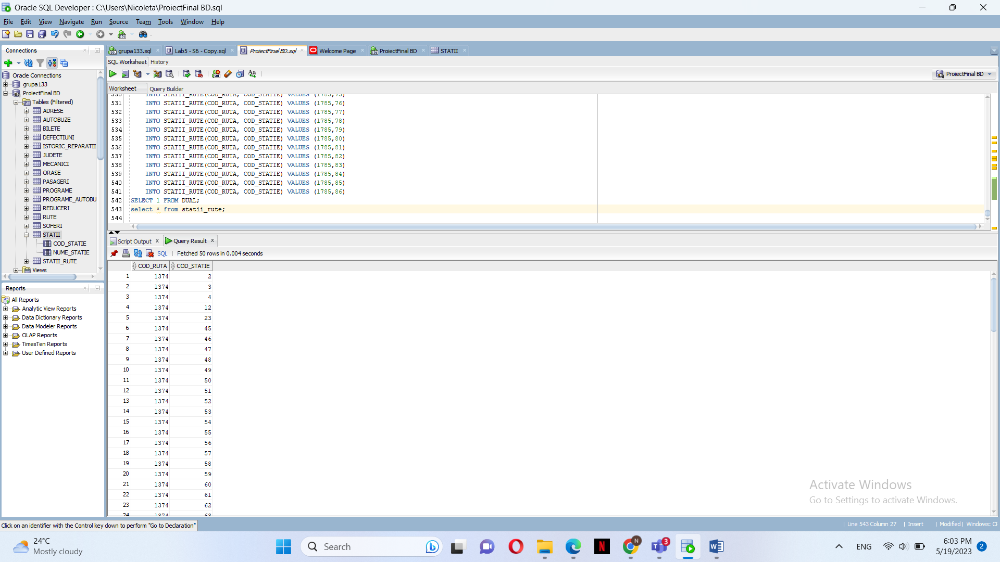 Oracle SQL Developer : C:\Users\Nicoleta\ProiectFinal BD.sql
File Edit View Navigate Run Source Team Tools Window Help
Connections
Oracle Connections
grupa133
ProiectFinal BD
Tables (Filtered)
ADRESE
AUTOBUZE
BILETE
DEFECTIUNI
ISTORIC_REPARATII
JUDETE
MECANICI
ORASE
PASAGERI
PROGRAME
PROGRAME_AUTOBU
REDUCERI
RUTE
SOFERI
STATII
COD_STATIE
NUME_STATIE
STATII_RUTE
Views
Reports
All Reports
Analytic View Reports
Data Dictionary Reports
Data Modeler Reports
OLAP Reports
TimesTen Reports
User Defined Reports
grupa133.sql Lab5 - S6 - Copy.sql ProiectFinal BD.sql Welcome Page ProiectFinal BD STATII
SQL Worksheet History
ProiectFinal BD
Worksheet Query Builder
530 INTO STATII_RUTE(COD_RUTA, COD_STATIE) VALUES (1785,75)
531 INTO STATII_RUTE(COD_RUTA, COD_STATIE) VALUES (1785,76)
532 INTO STATII_RUTE(COD_RUTA, COD_STATIE) VALUES (1785,77)
533 INTO STATII_RUTE(COD_RUTA, COD_STATIE) VALUES (1785,78)
534 INTO STATII_RUTE(COD_RUTA, COD_STATIE) VALUES (1785,79)
535 INTO STATII_RUTE(COD_RUTA, COD_STATIE) VALUES (1785,80)
536 INTO STATII_RUTE(COD_RUTA, COD_STATIE) VALUES (1785,81)
537 INTO STATII_RUTE(COD_RUTA, COD_STATIE) VALUES (1785,82)
538 INTO STATII_RUTE(COD_RUTA, COD_STATIE) VALUES (1785,83)
539 INTO STATII_RUTE(COD_RUTA, COD_STATIE) VALUES (1785,84)
540 INTO STATII_RUTE(COD_RUTA, COD_STATIE) VALUES (1785,85)
541 INTO STATII_RUTE(COD_RUTA, COD_STATIE) VALUES (1785,86)
542 SELECT 1 FROM DUAL;
543 select * from statii_rute;
544
Script Output Query Result
SQL Fetched 50 rows in 0.004 seconds
COD_RUTA COD_STATIE
1 1374 2
2 1374 3
3 1374 4
4 1374 12
5 1374 23
6 1374 45
7 1374 46
8 1374 47
9 1374 48
10 1374 49
11 1374 50
12 1374 51
13 1374 52
14 1374 53
15 1374 54
16 1374 55
17 1374 56
18 1374 57
19 1374 58
20 1374 59
21 1374 60
22 1374 61
23 1374 62
24 1374 63
Activate Windows
Go to Settings to activate Windows.
Click on an identifier with the Control key down to perform "Go to Declaration"
Line 543 Column 27 Insert Modified Windows: CF
24°C
Mostly cloudy
Search
N
3
ENG
6:03 PM
5/19/2023
2